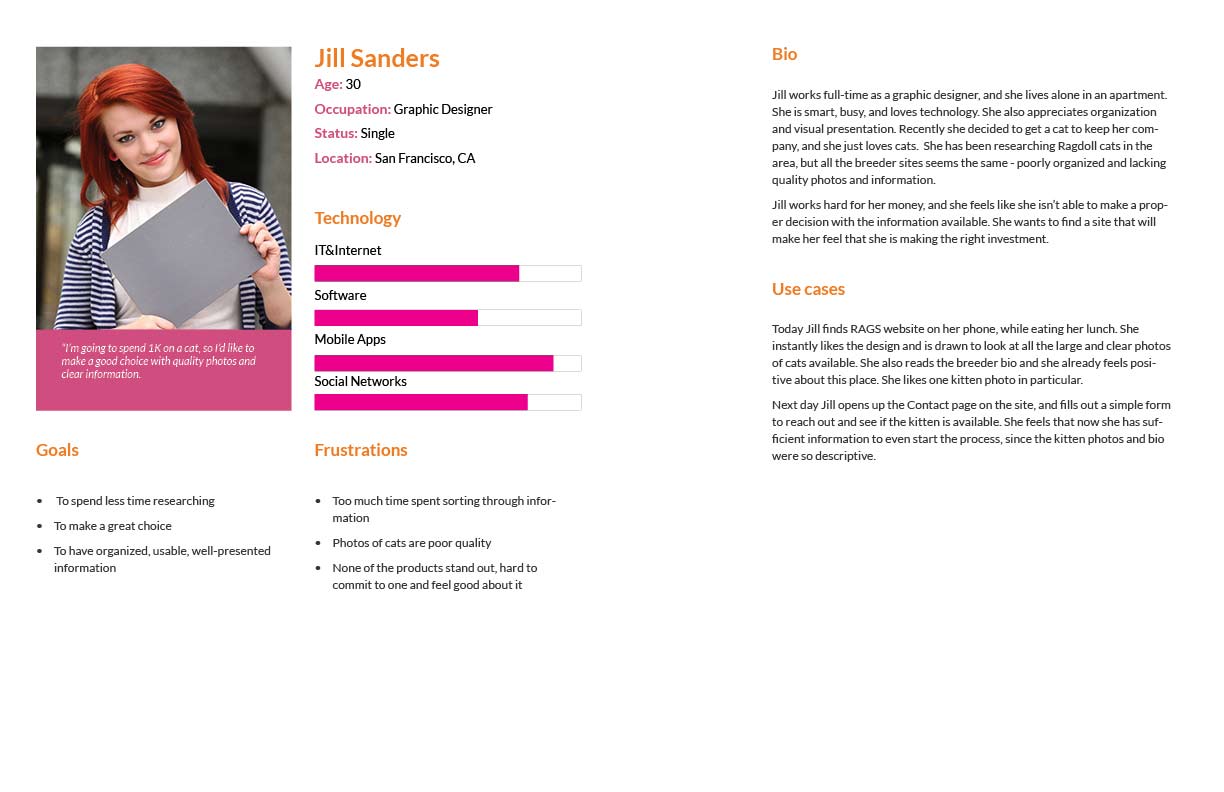 Jill Sanders
Age: 30
Occupation: Graphic Designer
Status: Single
Location: San Francisco, CA
Technology
IT&Internet
Software
Mobile Apps
Social Networks
"I'm going to spend 1K on a cat, so I'd like to
make a good choice with quality photos and
clear information.
Goals
• To spend less time researching
• To make a great choice
• To have organized, usable, well-presented
information
Frustrations
• Too much time spent sorting through infor-
mation
• Photos of cats are poor quality
• None of the products stand out, hard to
commit to one and feel good about it
Bio
Jill works full-time as a graphic designer, and she lives alone in an apartment.
She is smart, busy, and loves technology. She also appreciates organization
and visual presentation. Recently she decided to get a cat to keep her com-
pany, and she just loves cats.  She has been researching Ragdoll cats in the
area, but all the breeder sites seems the same - poorly organized and lacking
quality photos and information.
Jill works hard for her money, and she feels like she isn't able to make a prop-
er decision with the information available. She wants to find a site that will
make her feel that she is making the right investment.
Use cases
Today Jill finds RAGS website on her phone, while eating her lunch. She
instantly likes the design and is drawn to look at all the large and clear photos
of cats available. She also reads the breeder bio and she already feels posi-
tive about this place. She likes one kitten photo in particular.
Next day Jill opens up the Contact page on the site, and fills out a simple form
to reach out and see if the kitten is available. She feels that now she has suf-
ficient information to even start the process, since the kitten photos and bio
were so descriptive.